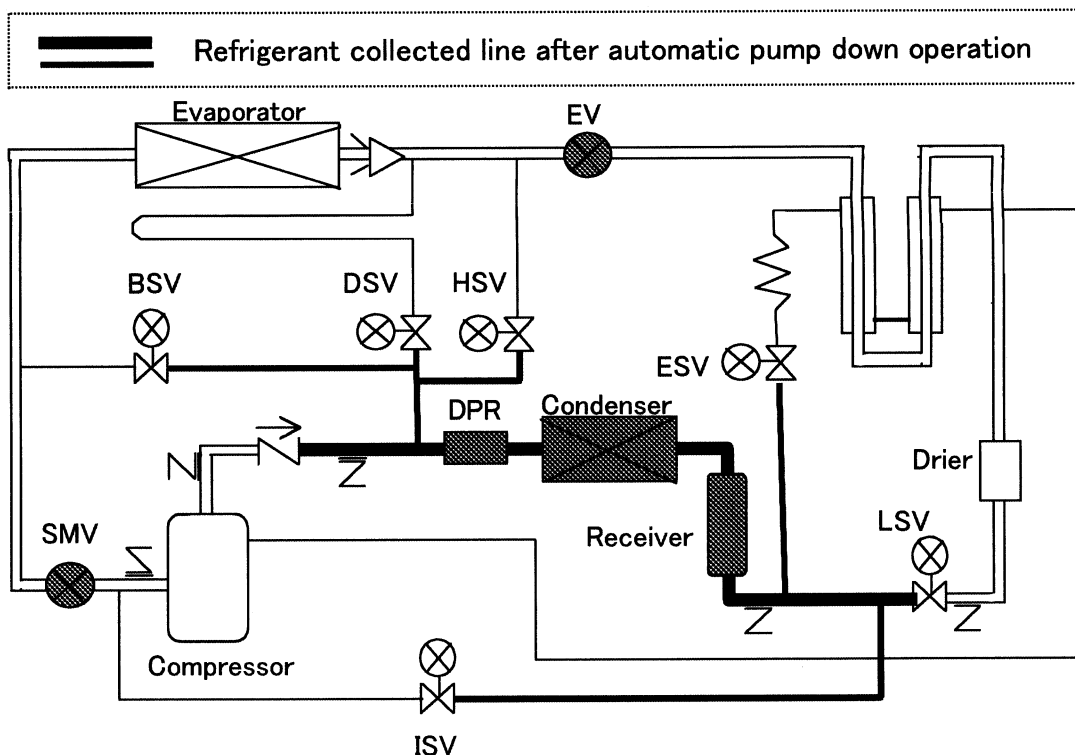 Refrigerant collected line after automatic pump down operation
Evaporator
EV
BSV
DSV
HSV
ESV
DPR
Condenser
Drier
SMV
Receiver
LSV
Compressor
ISV